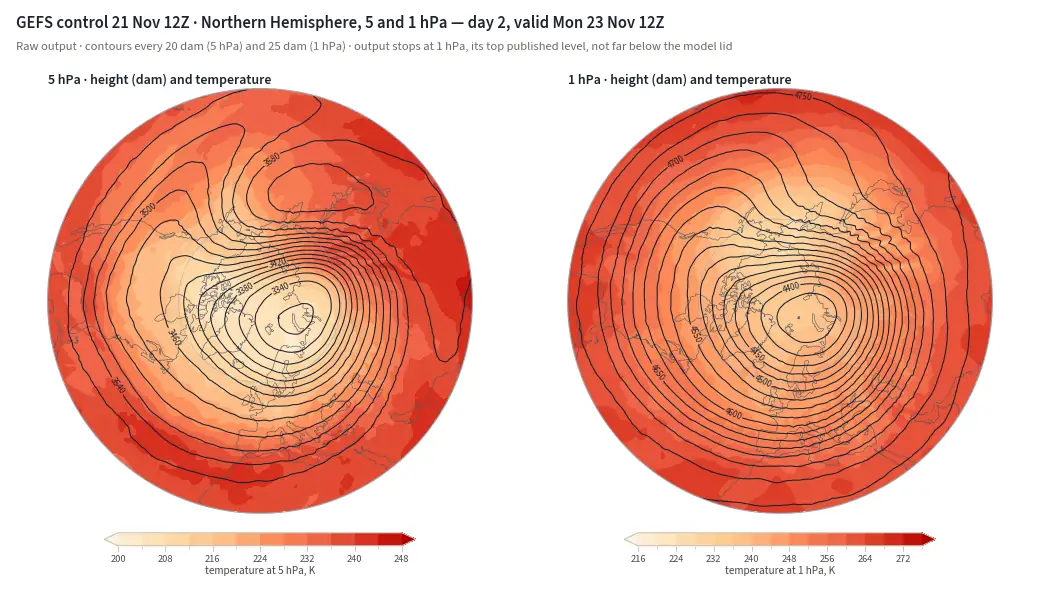 GEFS control 21 Nov 12Z · Northern Hemisphere, 5 and 1 hPa — day 2, valid Mon 23 Nov 12Z
Raw output · contours every 20 dam (5 hPa) and 25 dam (1 hPa) · output stops at 1 hPa, its top published level, not far below the model lid
5 hPa · height (dam) and temperature
1 hPa · height (dam) and temperature
3580
3500
3420
3380
3340
3460
3540
4750
4700
4400
4550
4450
4650
4500
4600
200 208 216 224 232 240 248
temperature at 5 hPa, K
216 224 232 240 248 256 264 272
temperature at 1 hPa, K